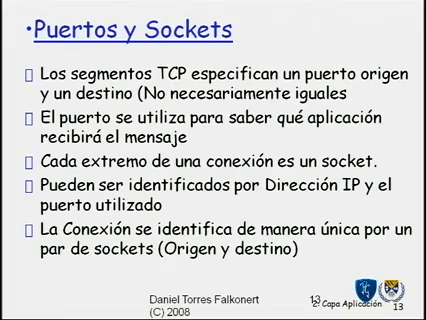 •Puertos y Sockets
Los segmentos TCP especifican un puerto origen
y un destino (No necesariamente iguales
El puerto se utiliza para saber qué aplicación
recibirá el mensaje
Cada extremo de una conexión es un socket.
Pueden ser identificados por Dirección IP y el
puerto utilizado
La Conexión se identifica de manera única por un
par de sockets (Origen y destino)
Daniel Torres Falkonert
(C) 2008
13
Capa Aplicación
13